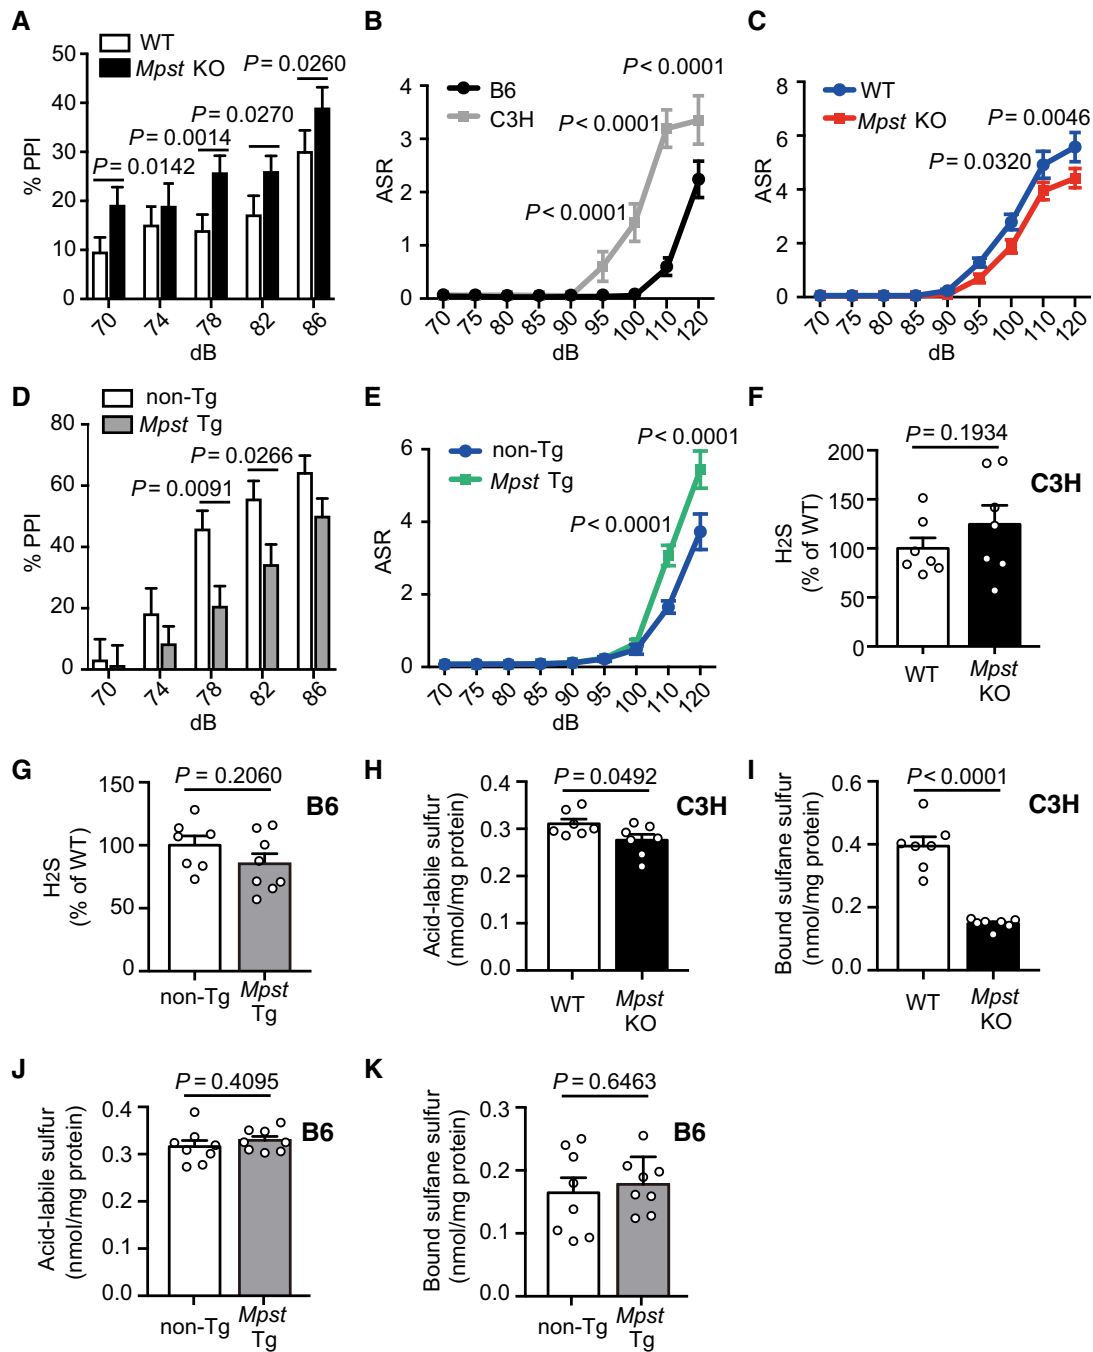 A
WT
Mpst KO
P = 0.0260
P = 0.0270
P = 0.0014
P = 0.0142
% PPI
50
40
30
20
10
0
70 74 78 82 86
dB
B
B6
C3H
P < 0.0001
P < 0.0001
P < 0.0001
ASR
4
3
2
1
0
70 75 80 85 90 95 100 110 120
dB
C
WT
Mpst KO
P = 0.0046
P = 0.0320
ASR
8
6
4
2
0
70 75 80 85 90 95 100 110 120
dB
D
non-Tg
Mpst Tg
P = 0.0266
P = 0.0091
% PPI
80
60
40
20
0
70 74 78 82 86
dB
E
non-Tg
Mpst Tg
P < 0.0001
P < 0.0001
ASR
6
4
2
0
70 75 80 85 90 95 100 110 120
dB
F
P = 0.1934
C3H
H2S
(% of WT)
200
150
100
50
0
WT
Mpst
KO
G
P = 0.2060
B6
H2S
(% of WT)
150
100
50
0
non-Tg
Mpst
Tg
H
P = 0.0492
C3H
Acid-labile sulfur
(nmol/mg protein)
0.4
0.3
0.2
0.1
0.0
WT
Mpst
KO
I
P < 0.0001
C3H
Bound sulfane sulfur
(nmol/mg protein)
0.6
0.4
0.2
0.0
WT
Mpst
KO
J
P = 0.4095
B6
Acid-labile sulfur
(nmol/mg protein)
0.4
0.3
0.2
0.1
0.0
non-Tg
Mpst
Tg
K
P = 0.6463
B6
Bound sulfane sulfur
(nmol/mg protein)
0.3
0.2
0.1
0.0
non-Tg
Mpst
Tg